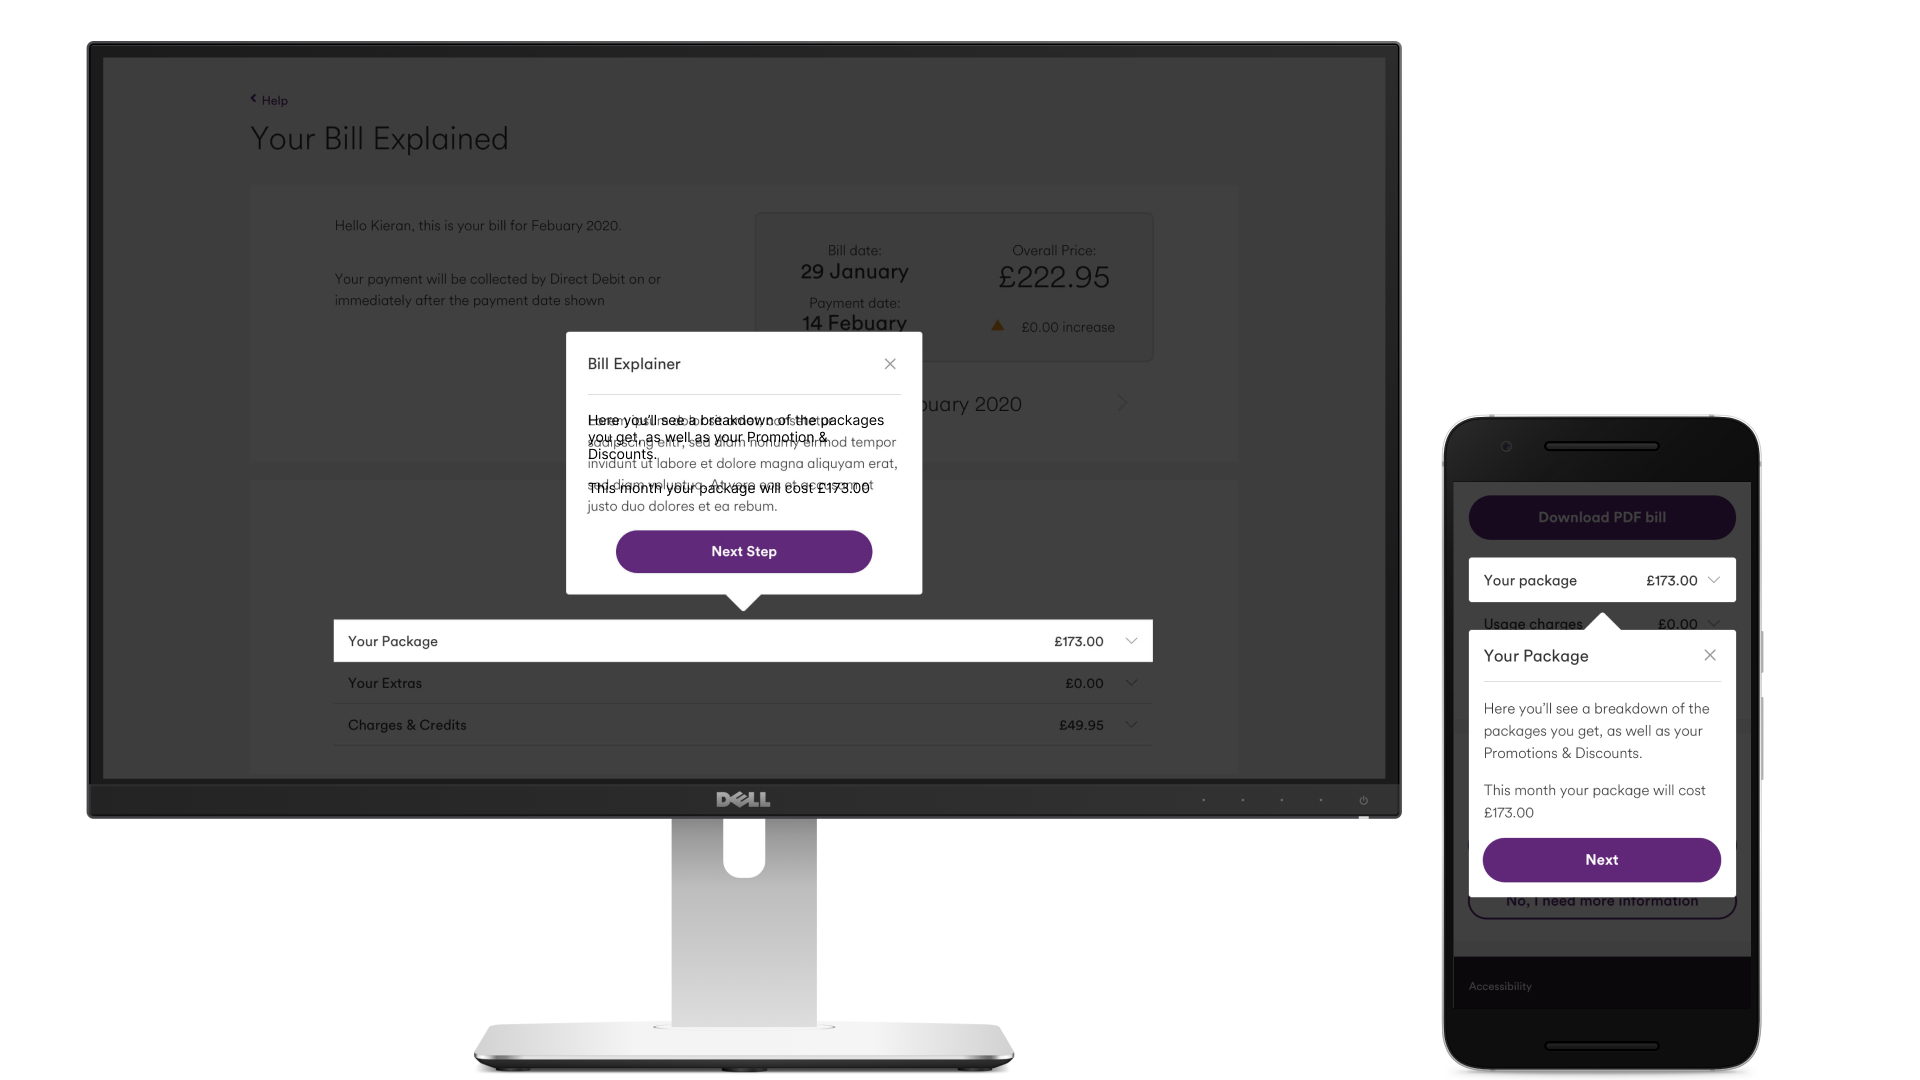 Help
Your Bill Explained
Hello Kieran, this is your bill for Febuary 2020.
Your payment will be collected by Direct Debit on or
immediately after the payment date shown
Bill date:
29 January
Payment date:
14 Febuary
Overall Price:
£222.95
£0.00 increase
buary 2020
Bill Explainer
Here you'll see a breakdown of the packages
you get, as well as your Promotion &
Discounts.
This month your package will cost £173.00
sadipscing elitr, sed diam nonumy eirmod tempor
invidunt ut labore et dolore magna aliquyam erat,
sed diam voluptua. At vero eos et accusam et
justo duo dolores et ea rebum.
Next Step
Your Package £173.00
Your Extras £0.00
Charges & Credits £49.95
DELL
Download PDF bill
Your package £173.00
Usage charges £0.00
Your Package
Here you'll see a breakdown of the
packages you get, as well as your
Promotions & Discounts.
This month your package will cost
£173.00
Next
No, I need more information
Accessibility